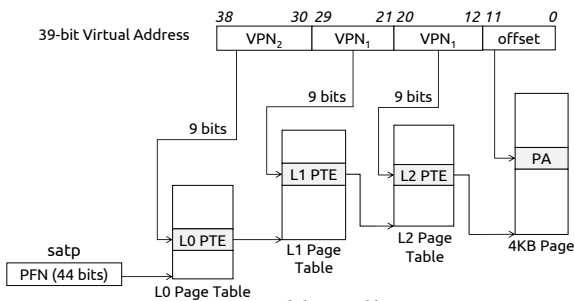 38 30 29 21 20 12 11 0
39-bit Virtual Address VPN₂ VPN₁ VPN₁ offset
9 bits 9 bits
9 bits
L1 PTE L2 PTE PA
L0 PTE
L1 Page Table
L2 Page Table
4KB Page
satp
PFN (44 bits)
L0 Page Table